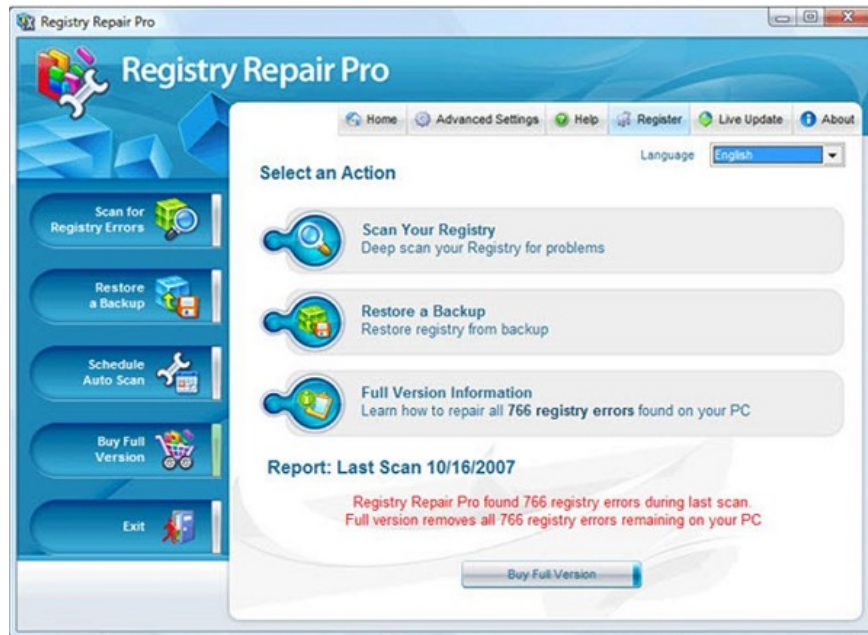 Registry Repair Pro
Registry Repair Pro
Home Advanced Settings Help Register Live Update About
Language English
Select an Action
Scan for
Registry Errors
Restore
a Backup
Schedule
Auto Scan
Buy Full
Version
Exit
Scan Your Registry
Deep scan your Registry for problems
Restore a Backup
Restore registry from backup
Full Version Information
Learn how to repair all 766 registry errors found on your PC
Report: Last Scan 10/16/2007
Registry Repair Pro found 766 registry errors during last scan.
Full version removes all 766 registry errors remaining on your PC
Buy Full Version